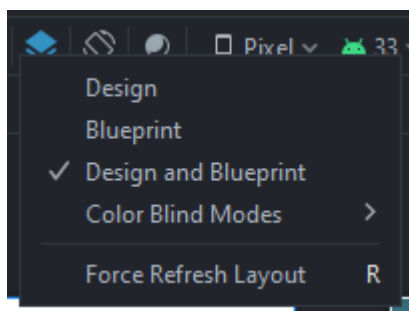 Pixel 33
Design
Blueprint
Design and Blueprint
Color Blind Modes
Force Refresh Layout R